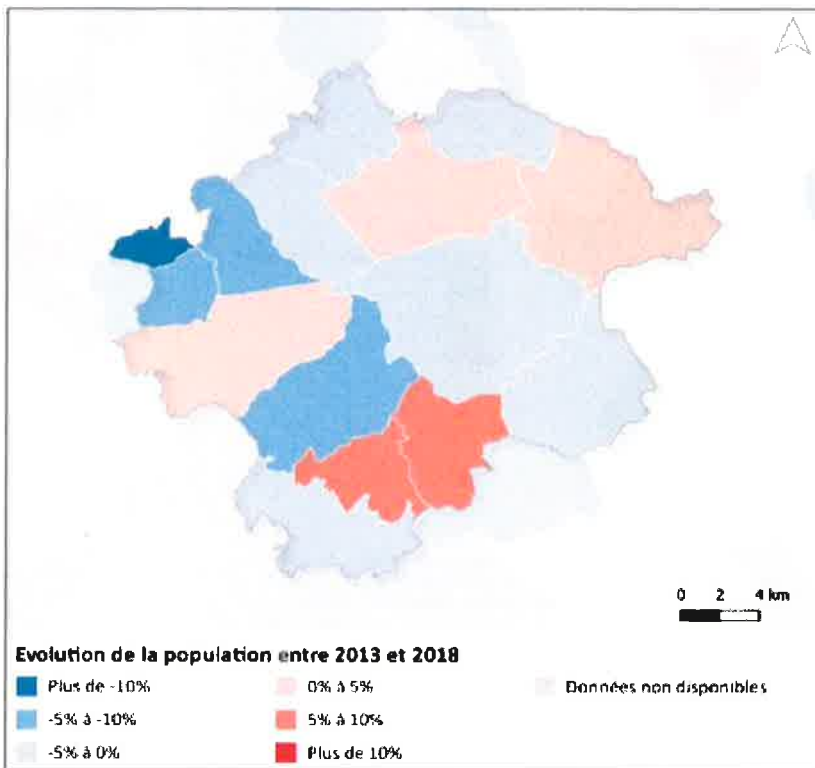 0 2 4 km
Evolution de la population entre 2013 et 2018
Plus de -10% 0% à 5% Données non disponibles
-5% à -10% 5% à 10%
-5% à 0% Plus de 10%